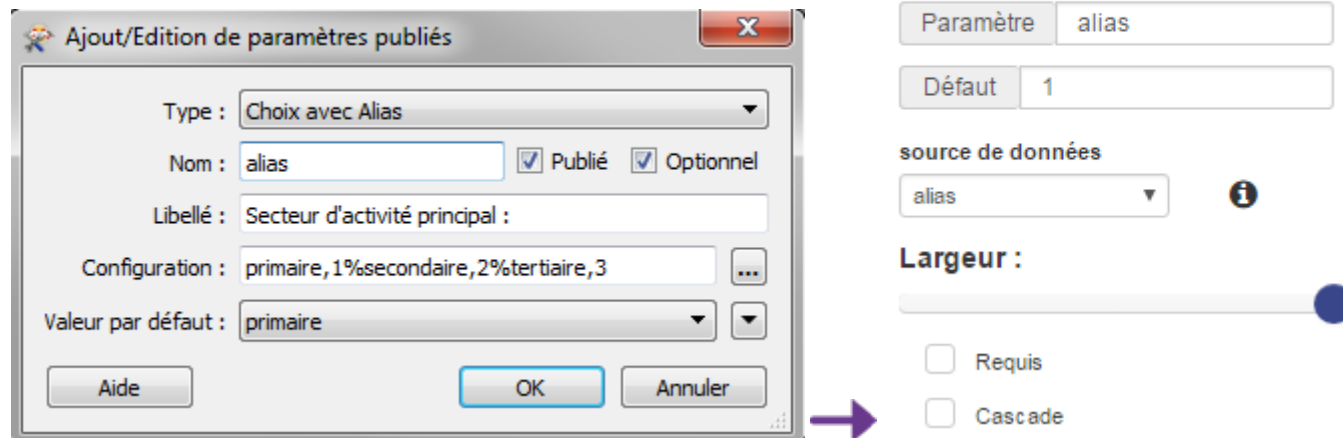 Ajout/Edition de paramètres publiés
Type : Choix avec Alias
Nom : alias Publié Optionnel
Libellé : Secteur d'activité principal :
Configuration : primaire,1%secondaire,2%tertiaire,3 ...
Valeur par défaut : primaire
Aide OK Annuler
Paramètre alias
Défaut 1
source de données
alias
Largeur :
Requis
Cascade